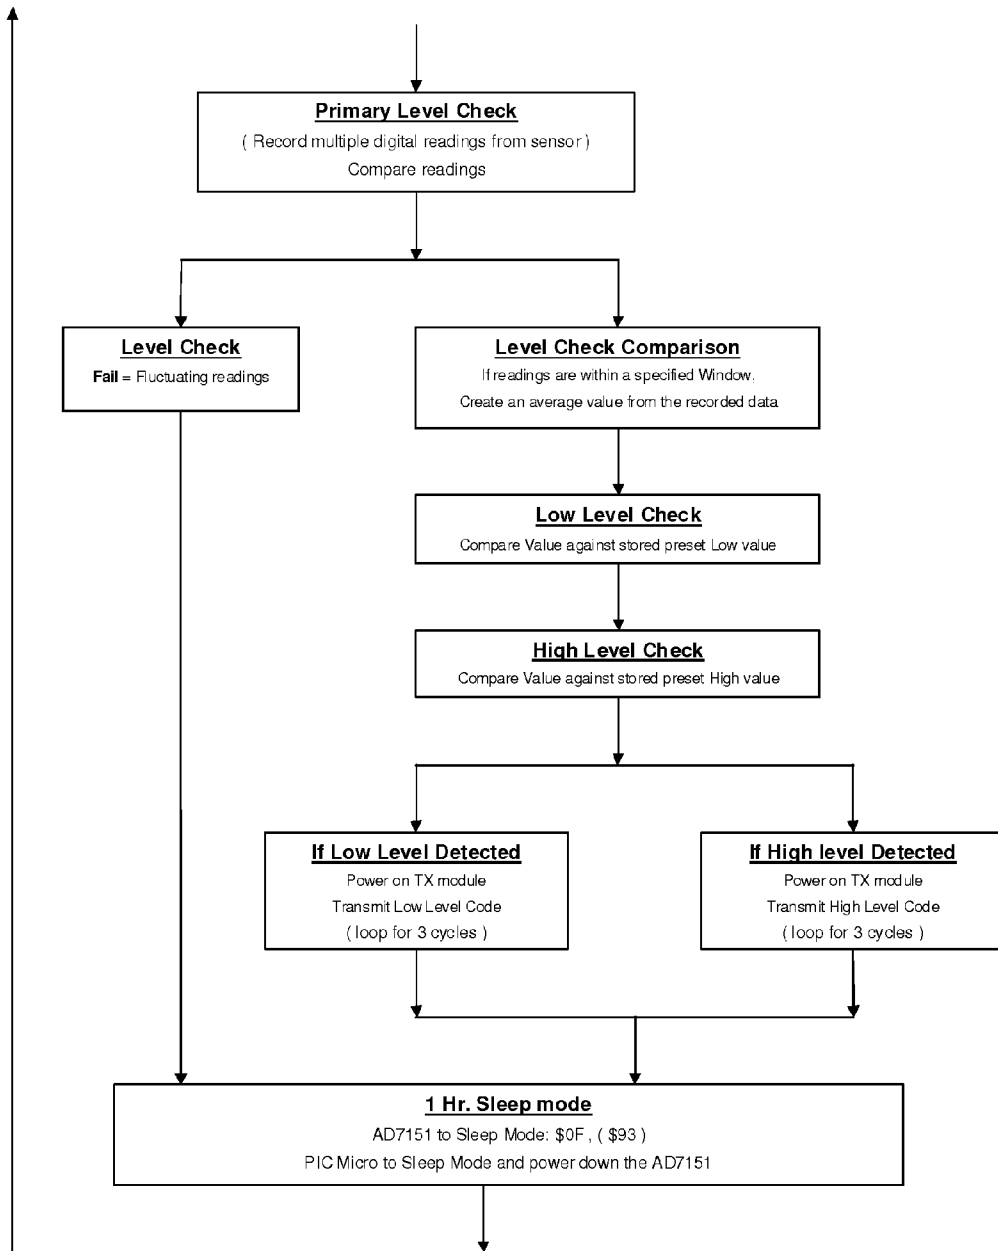 Primary Level Check
( Record multiple digital readings from sensor )
Compare readings
Level Check
Fail = Fluctuating readings
Level Check Comparison
If readings are within a specified Window,
Create an average value from the recorded data
Low Level Check
Compare Value against stored preset Low value
High Level Check
Compare Value against stored preset High value
If Low Level Detected
Power on TX module
Transmit Low Level Code
( loop for 3 cycles )
If High level Detected
Power on TX module
Transmit High Level Code
( loop for 3 cycles )
1 Hr. Sleep mode
AD7151 to Sleep Mode: $0F , ( $93 )
PIC Micro to Sleep Mode and power down the AD7151